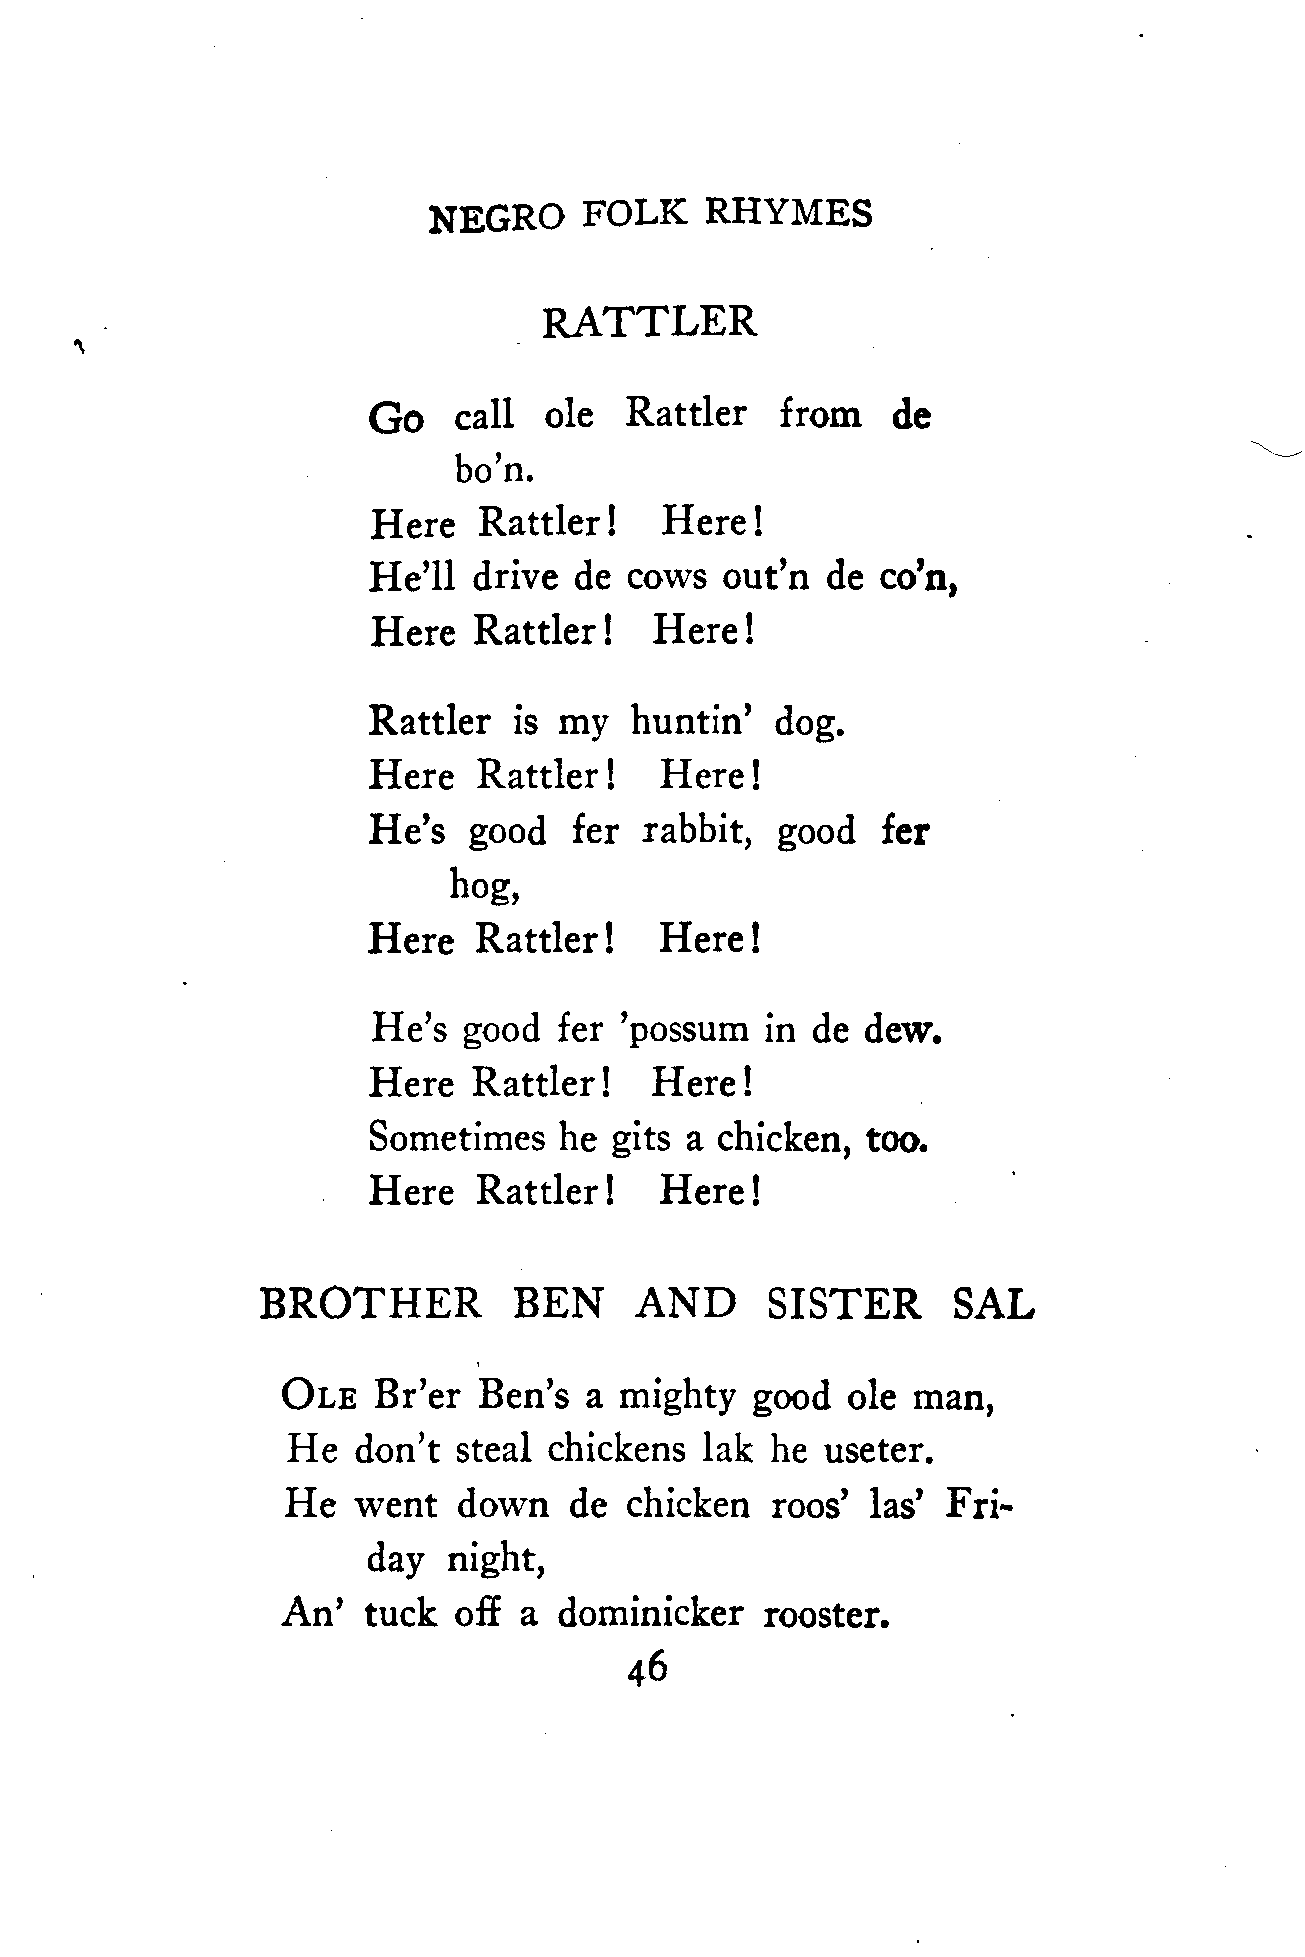 NEGRO FOLK RHYMES
RATTLER
Go call ole Rattler from de
bo'n.
Here Rattler! Here!
He'll drive de cows out'n de co'n,
Here Rattler! Here!
Rattler is my huntin' dog.
Here Rattler! Here!
He's good fer rabbit, good fer
hog,
Here Rattler! Here!
He's good fer 'possum in de dew.
Here Rattler! Here!
Sometimes he gits a chicken, too.
Here Rattler! Here!
BROTHER BEN AND SISTER SAL
OLE Br'er Ben's a mighty good ole man,
He don't steal chickens lak he useter.
He went down de chicken roos' las' Fri-
day night,
An' tuck off a dominicker rooster.
46